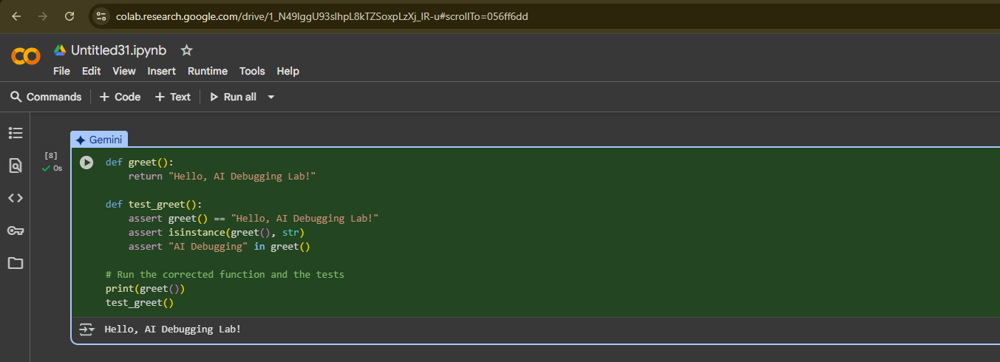 colab.research.google.com/drive/1_N49IggU93slhpL8kTZSoxpLzXj_IR-u#scrollTo=056ff6dd
Untitled31.ipynb
File Edit View Insert Runtime Tools Help
Commands + Code + Text Run all
Gemini
[8]
0s
def greet():
    return "Hello, AI Debugging Lab!"
def test_greet():
    assert greet() == "Hello, AI Debugging Lab!"
    assert isinstance(greet(), str)
    assert "AI Debugging" in greet()
# Run the corrected function and the tests
print(greet())
test_greet()
Hello, AI Debugging Lab!